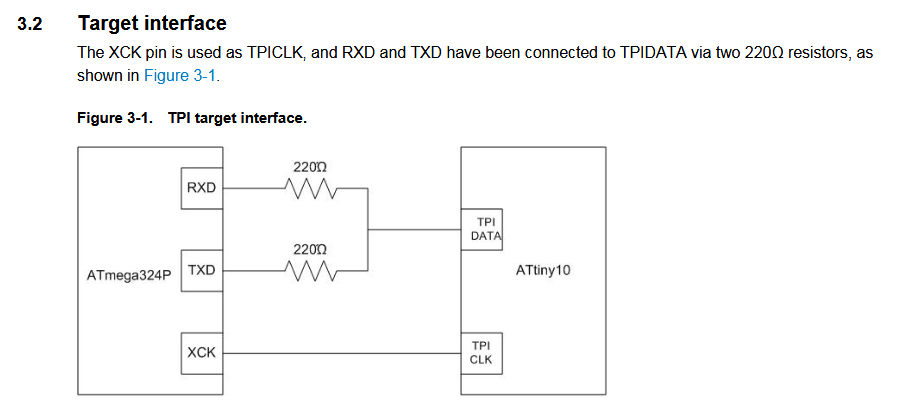 3.2 Target interface
The XCK pin is used as TPICLK, and RXD and TXD have been connected to TPIDATA via two 220Ω resistors, as
shown in Figure 3-1.
Figure 3-1. TPI target interface.
220Ω
RXD
TPI
DATA
220Ω
ATmega324P
TXD
ATtiny10
XCK
TPI
CLK